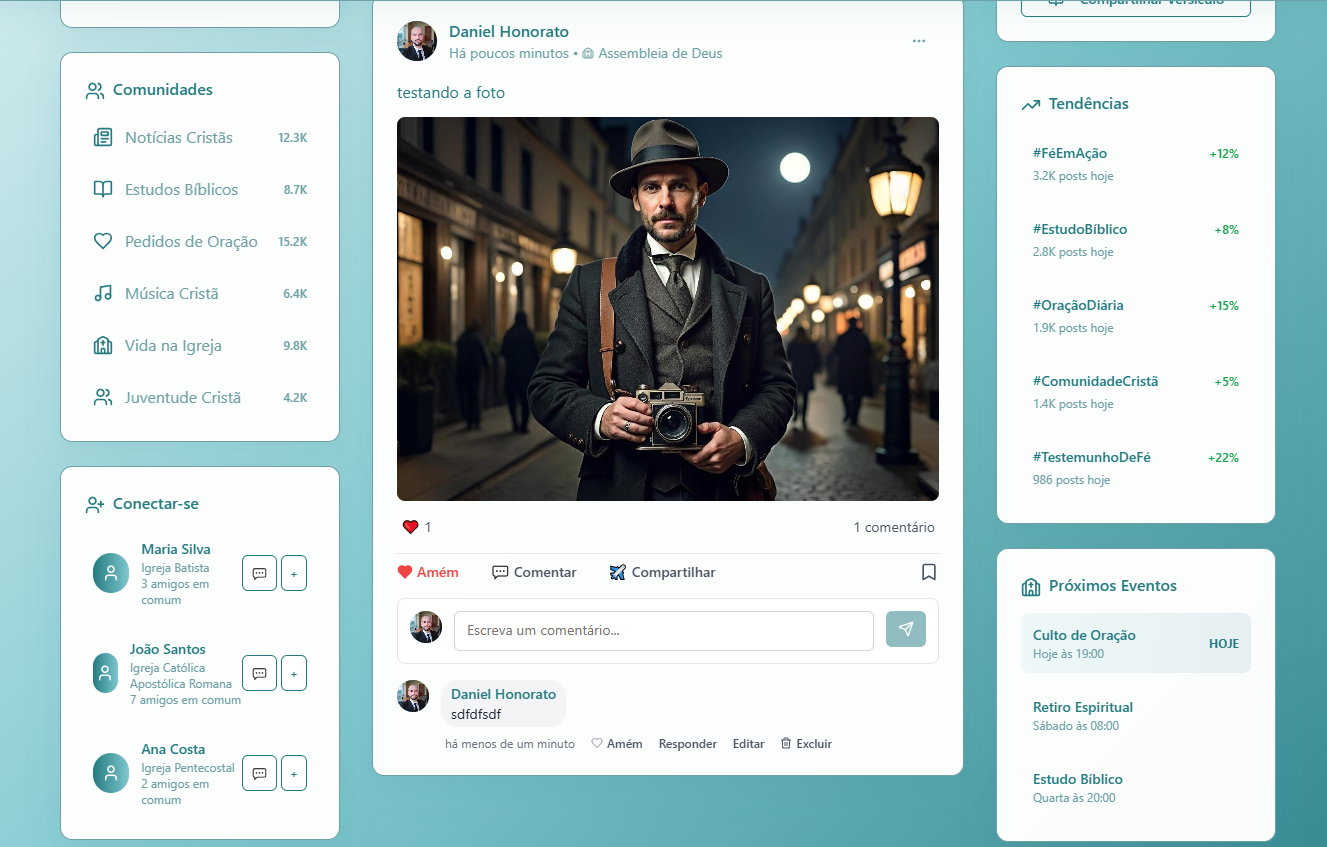 Comunidades
Notícias Cristãs 12.3K
Estudos Bíblicos 8.7K
Pedidos de Oração 15.2K
Música Cristã 6.4K
Vida na Igreja 9.8K
Juventude Cristã 4.2K
Conectar-se
Maria Silva
Igreja Batista
3 amigos em
comum
+
João Santos
Igreja Católica
Apostólica Romana
7 amigos em comum
+
Ana Costa
Igreja Pentecostal
2 amigos em
comum
+
Daniel Honorato
Há poucos minutos • Assembleia de Deus
testando a foto
1
1 comentário
Amém
Comentar
Compartilhar
Escreva um comentário...
Daniel Honorato
sdfdfsdf
há menos de um minuto Amém Responder Editar Excluir
Compartilhar Versículo
Tendências
#FéEmAção +12%
3.2K posts hoje
#EstudoBíblico +8%
2.8K posts hoje
#OraçãoDiária +15%
1.9K posts hoje
#ComunidadeCristã +5%
1.4K posts hoje
#TestemunhoDeFé +22%
986 posts hoje
Próximos Eventos
Culto de Oração
Hoje às 19:00
HOJE
Retiro Espiritual
Sábado às 08:00
Estudo Bíblico
Quarta às 20:00